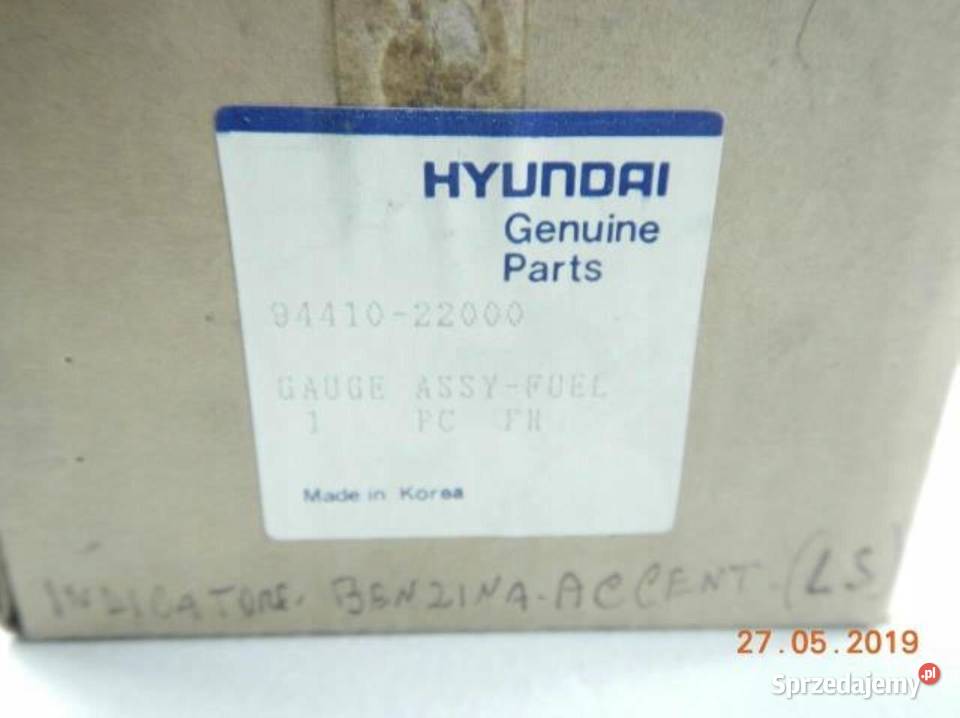 HYUNDAI
Genuine
Parts
94410-22000
GAUGE ASSY-FUEL
1 PC FH
Made in Korea
INDICATORE. BENZINA-ACCENT-(LS)
27.05.2019
Sprzedajemy.pl